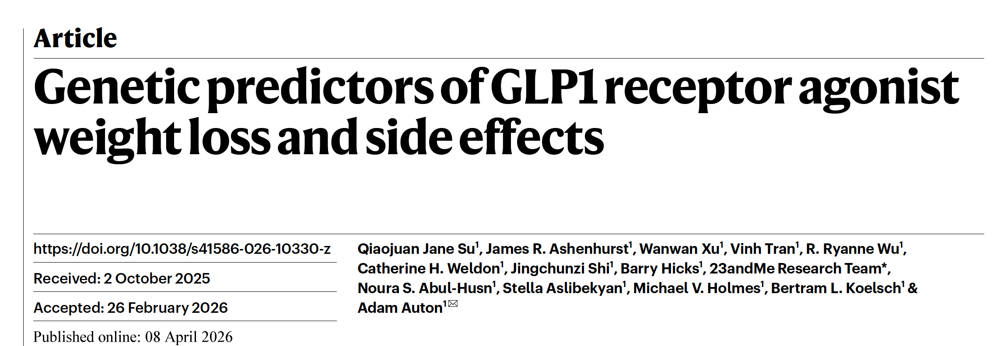 Article
Genetic predictors of GLP1 receptor agonist
weight loss and side effects
https://doi.org/10.1038/s41586-026-10330-z
Received: 2 October 2025
Accepted: 26 February 2026
Published online: 08 April 2026
Qiaojuan Jane Su¹, James R. Ashenhurst¹, Wanwan Xu¹, Vinh Tran¹, R. Ryanne Wu¹,
Catherine H. Weldon¹, Jingchunzi Shi¹, Barry Hicks¹, 23andMe Research Team*,
Noura S. Abul-Husn¹, Stella Aslibekyan¹, Michael V. Holmes¹, Bertram L. Koelsch¹ &
Adam Auton¹✉